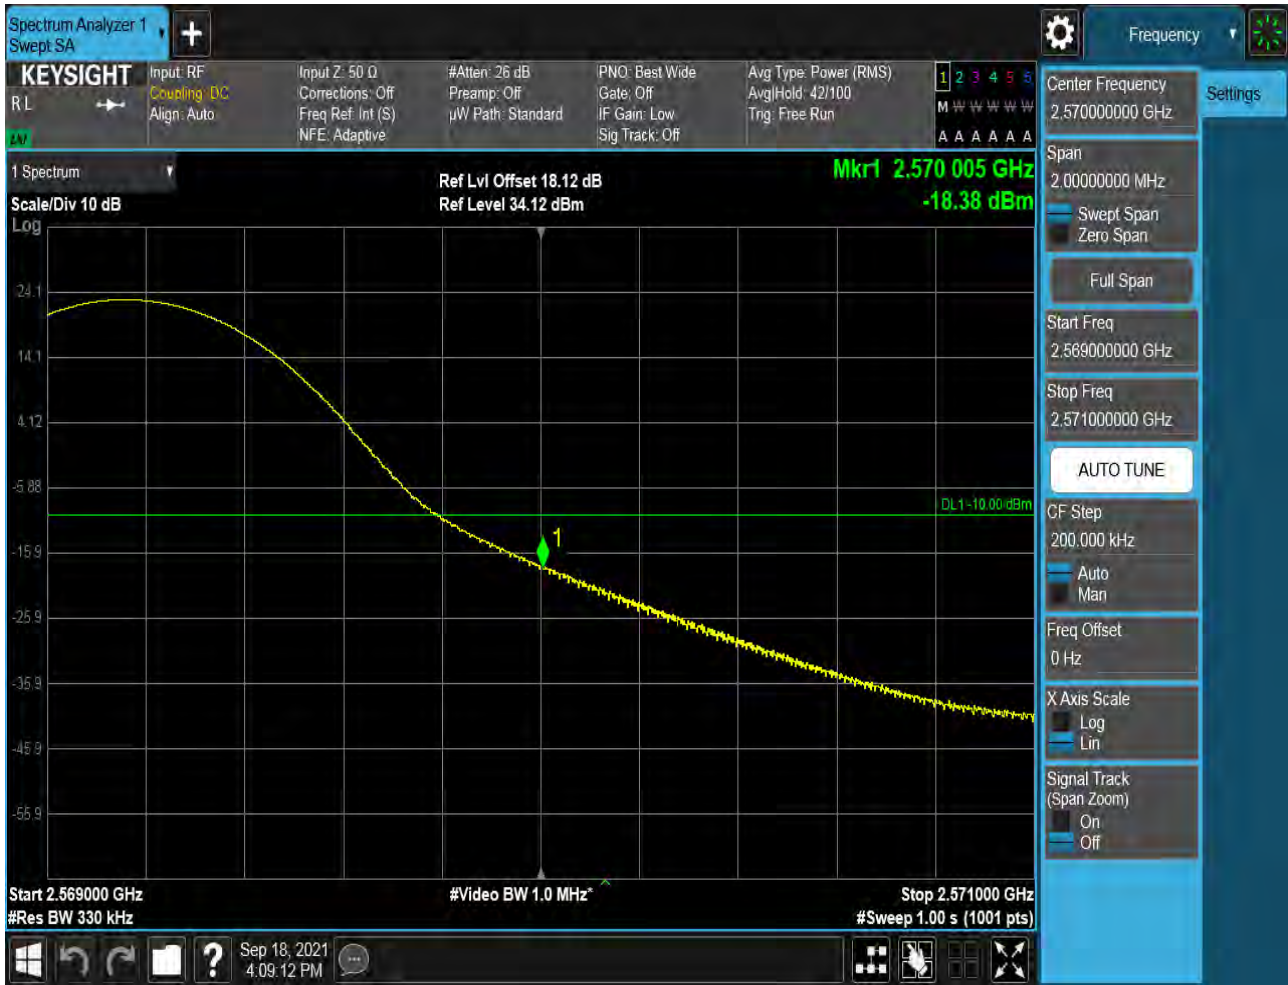 Spectrum Analyzer 1
Swept SA
Frequency
KEYSIGHT
R L
LNI
Input: RF
Coupling: DC
Align: Auto
Input Z: 50 Ω
Corrections: Off
Freq Ref: Int (S)
NFE: Adaptive
#Atten: 26 dB
Preamp: Off
µW Path: Standard
PNO: Best Wide
Gate: Off
IF Gain: Low
Sig Track: Off
Avg Type: Power (RMS)
Avg|Hold: 42/100
Trig: Free Run
1 2 3 4 5 6
M W W W W W
A A A A A A
1 Spectrum
Scale/Div 10 dB
Log
Ref Lvl Offset 18.12 dB
Ref Level 34.12 dBm
Mkr1 2.570 005 GHz
-18.38 dBm
24.1
14.1
4.12
-5.88
-15.9
-25.9
-35.9
-45.9
-55.9
DL1 -10.00 dBm
1
Start 2.569000 GHz
#Res BW 330 kHz
#Video BW 1.0 MHz*
Stop 2.571000 GHz
#Sweep 1.00 s (1001 pts)
Sep 18, 2021
4:09:12 PM
Center Frequency
2.570000000 GHz
Settings
Span
2.00000000 MHz
Swept Span
Zero Span
Full Span
Start Freq
2.569000000 GHz
Stop Freq
2.571000000 GHz
AUTO TUNE
CF Step
200.000 kHz
Auto
Man
Freq Offset
0 Hz
X Axis Scale
Log
Lin
Signal Track
(Span Zoom)
On
Off